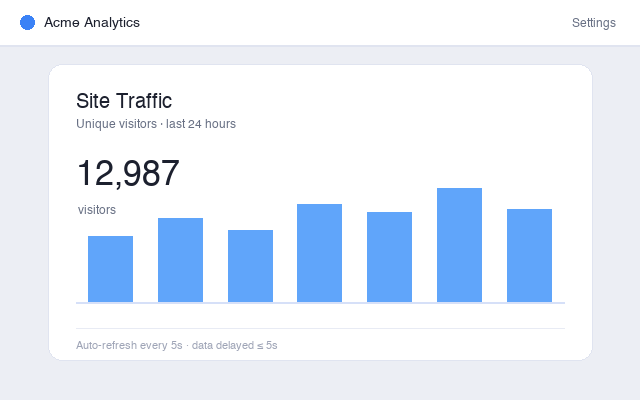 Acme Analytics
Settings
Site Traffic
Unique visitors · last 24 hours
12,987
visitors
Auto-refresh every 5s · data delayed ≤ 5s